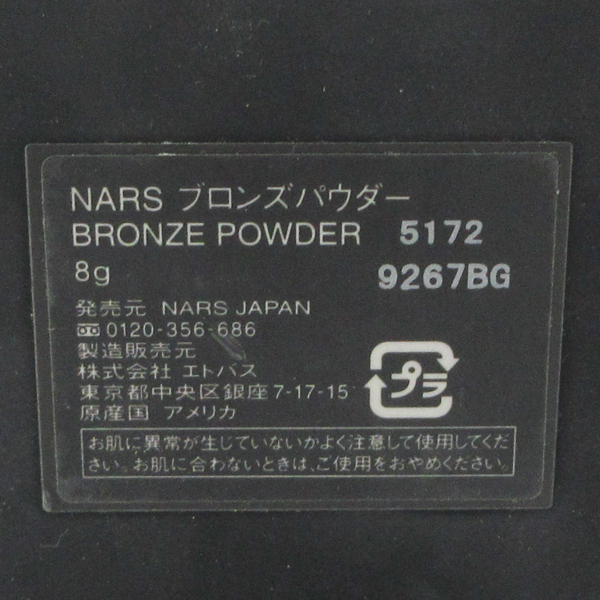 NARS ブロンズパウダー
BRONZE POWDER 5172
8g 9267BG
発売元 NARS JAPAN
0120-356-686
製造販売元
株式会社 エトバス
東京都中央区銀座7-17-15
原産国 アメリカ
プラ
お肌に異常が生じていないかよく注意して使用してくだ
さい。お肌に合わないときは、ご使用をおやめください。